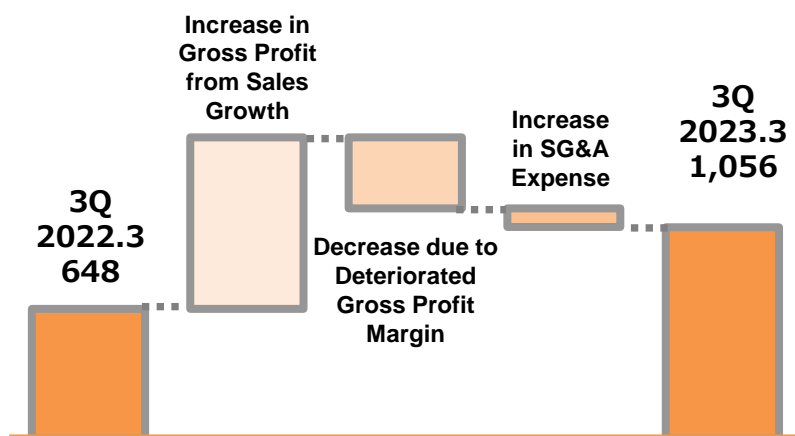 3Q
2022.3
648
Increase in
Gross Profit
from Sales
Growth
Decrease due to
Deteriorated
Gross Profit
Margin
Increase
in SG&A
Expense
3Q
2023.3
1,056